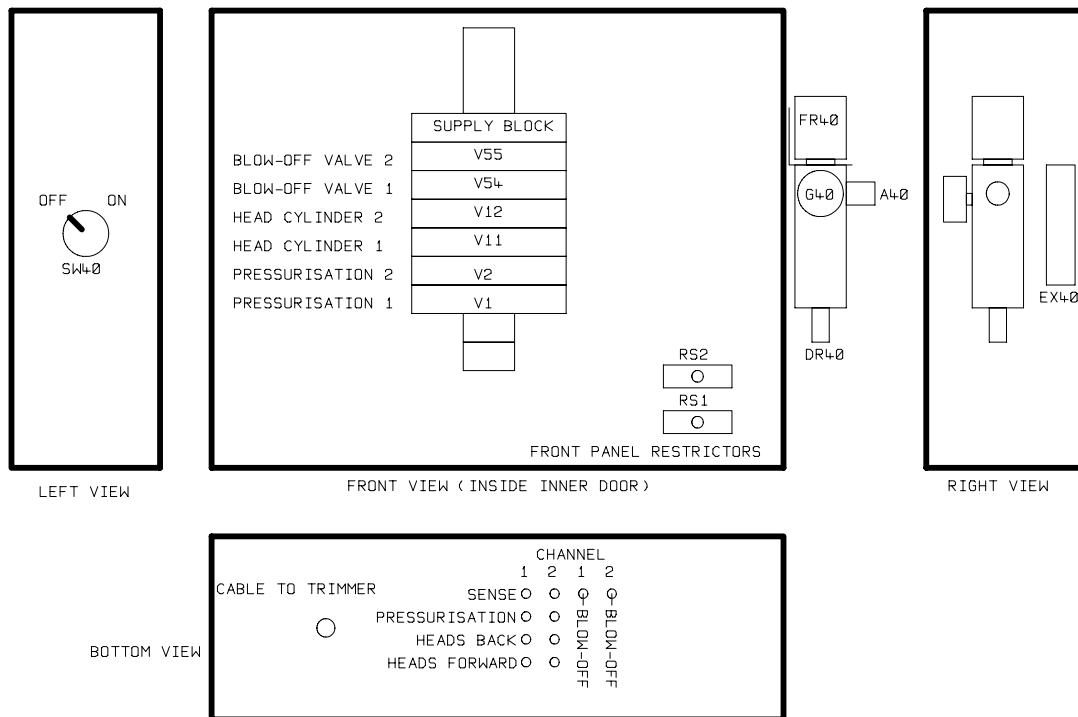 OFF ON
SW40
LEFT VIEW
SUPPLY BLOCK
BLOW-OFF VALVE 2 V55
BLOW-OFF VALVE 1 V54
HEAD CYLINDER 2 V12
HEAD CYLINDER 1 V11
PRESSURISATION 2 V2
PRESSURISATION 1 V1
RS2
RS1
FRONT PANEL RESTRICTORS
FRONT VIEW (INSIDE INNER DOOR)
FR40
G40 A40
DR40
EX40
RIGHT VIEW
CHANNEL
1 2 1 2
CABLE TO TRIMMER
SENSE
PRESSURISATION
HEADS BACK
HEADS FORWARD
BLOW-OFF
BLOW-OFF
BOTTOM VIEW